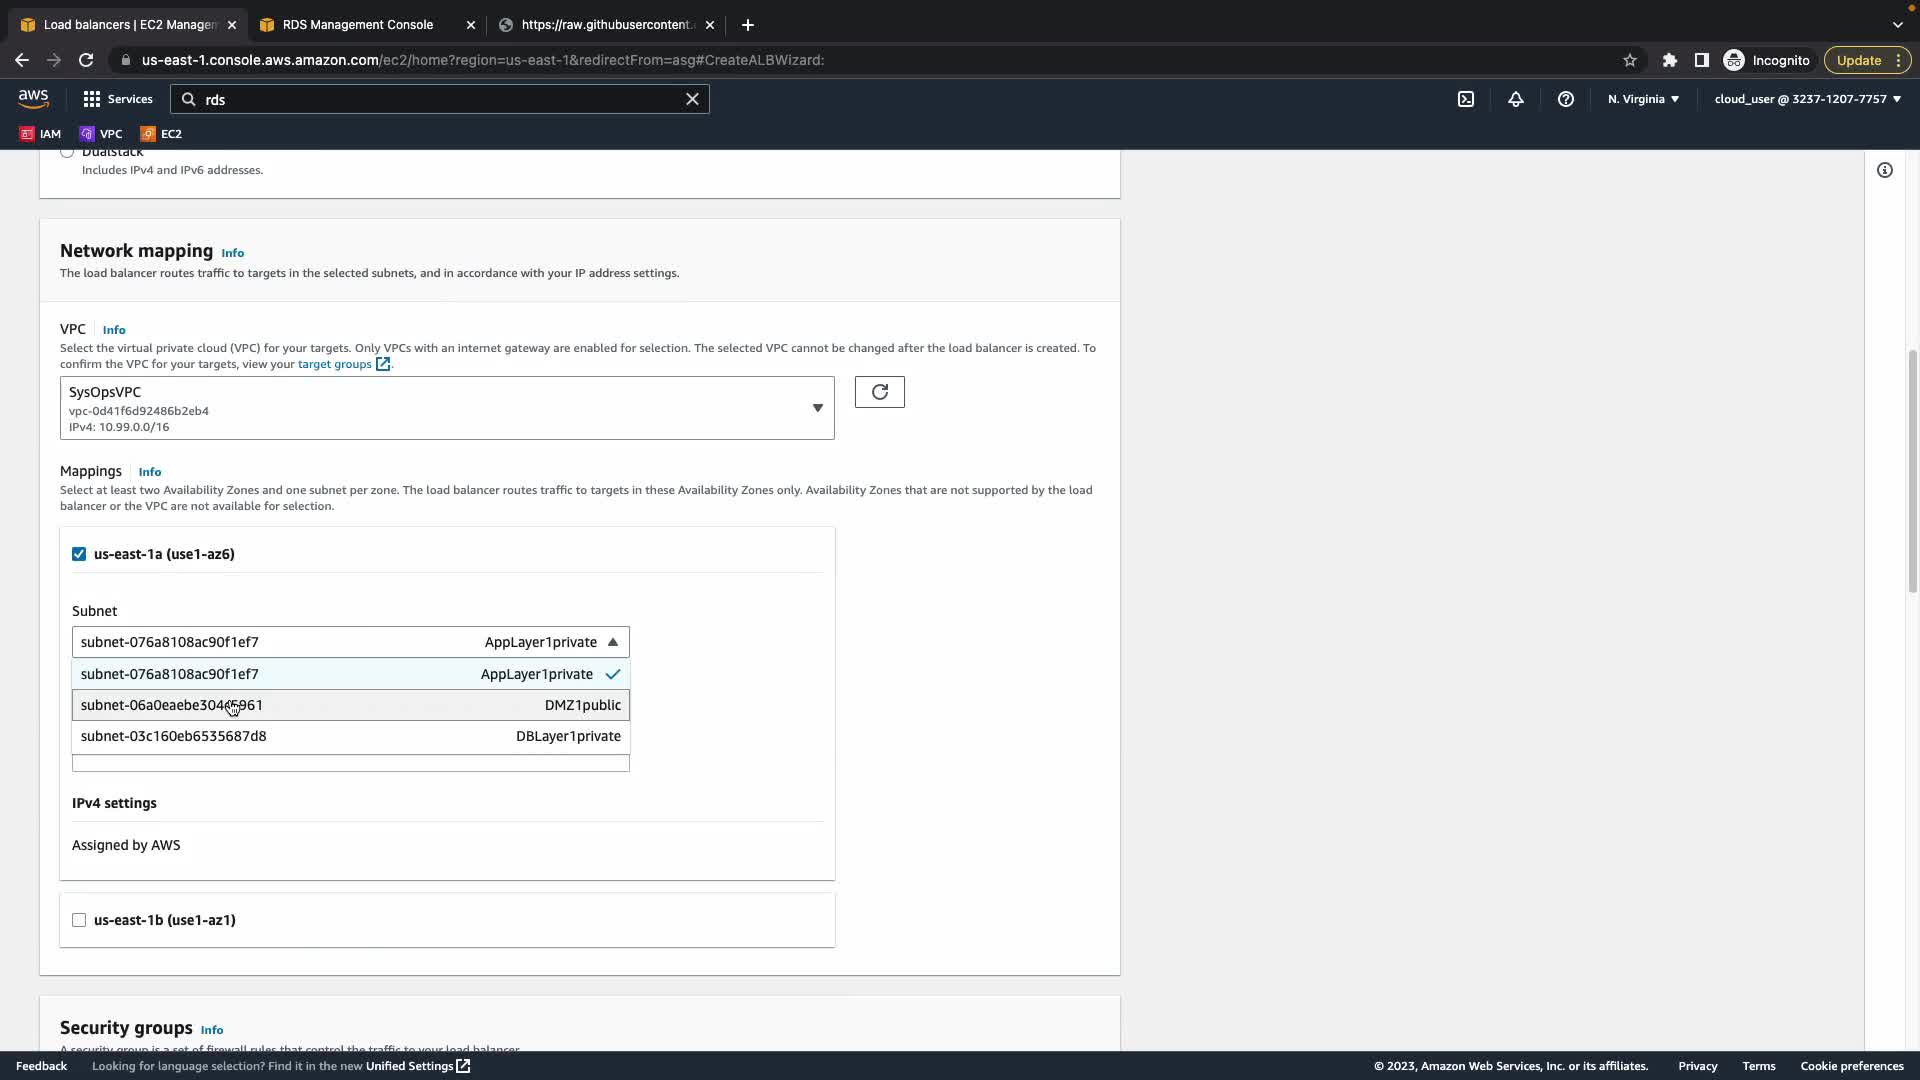 Load balancers | EC2 Managem
RDS Management Console
https://raw.githubusercontent.
us-east-1.console.aws.amazon.com/ec2/home?region=us-east-1&redirectFrom=asg#CreateALBWizard:
Incognito
Update
aws
Services
rds
N. Virginia
cloud_user @ 3237-1207-7757
IAM
VPC
EC2
Dualstack
Includes IPv4 and IPv6 addresses.
Network mapping Info
The load balancer routes traffic to targets in the selected subnets, and in accordance with your IP address settings.
VPC Info
Select the virtual private cloud (VPC) for your targets. Only VPCs with an internet gateway are enabled for selection. The selected VPC cannot be changed after the load balancer is created. To
confirm the VPC for your targets, view your target groups.
SysOpsVPC
vpc-0d41f6d92486b2eb4
IPv4: 10.99.0.0/16
Mappings Info
Select at least two Availability Zones and one subnet per zone. The load balancer routes traffic to targets in these Availability Zones only. Availability Zones that are not supported by the load
balancer or the VPC are not available for selection.
us-east-1a (use1-az6)
Subnet
subnet-076a8108ac90f1ef7 AppLayer1private
subnet-076a8108ac90f1ef7 AppLayer1private
DMZ1public
subnet-03c160eb6535687d8 DBLayer1private
IPv4 settings
Assigned by AWS
us-east-1b (use1-az1)
Security groups Info
A security group is a set of firewall rules that control the traffic to your load balancer.
Feedback
Looking for language selection? Find it in the new Unified Settings
© 2023, Amazon Web Services, Inc. or its affiliates.
Privacy
Terms
Cookie preferences